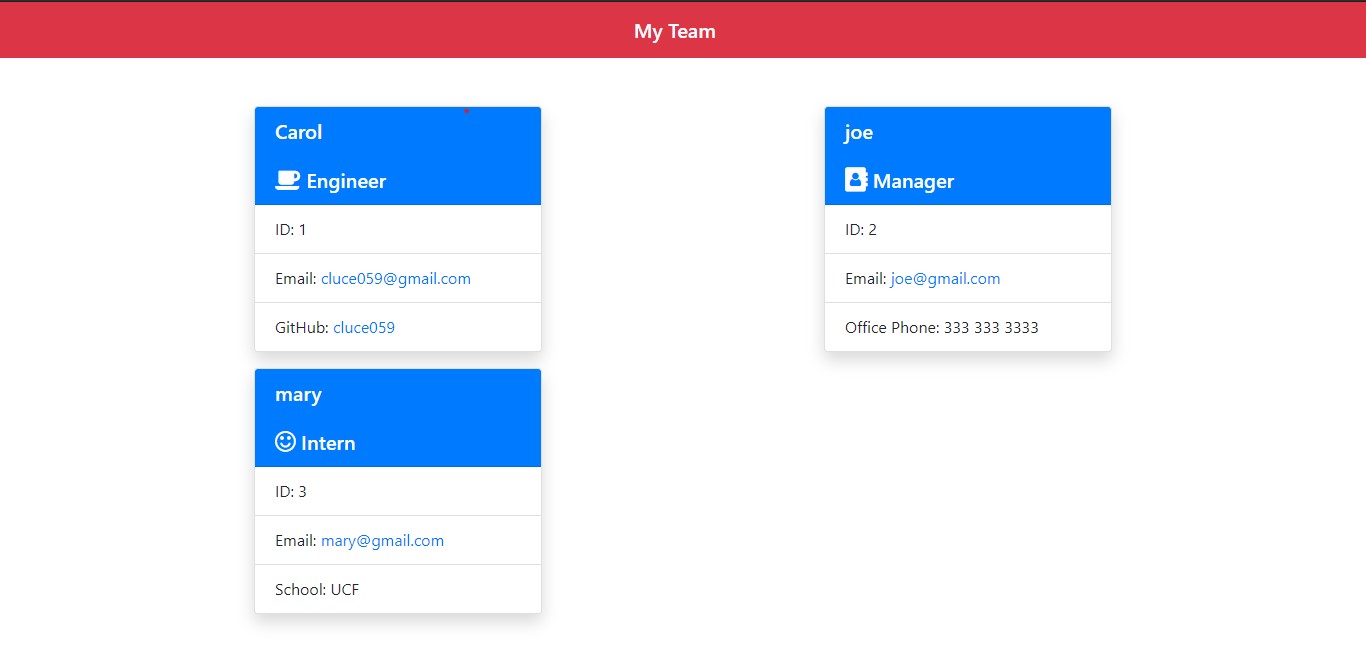 My Team
Carol
Engineer
ID: 1
Email: cluce059@gmail.com
GitHub: cluce059
joe
Manager
ID: 2
Email: joe@gmail.com
Office Phone: 333 333 3333
mary
Intern
ID: 3
Email: mary@gmail.com
School: UCF